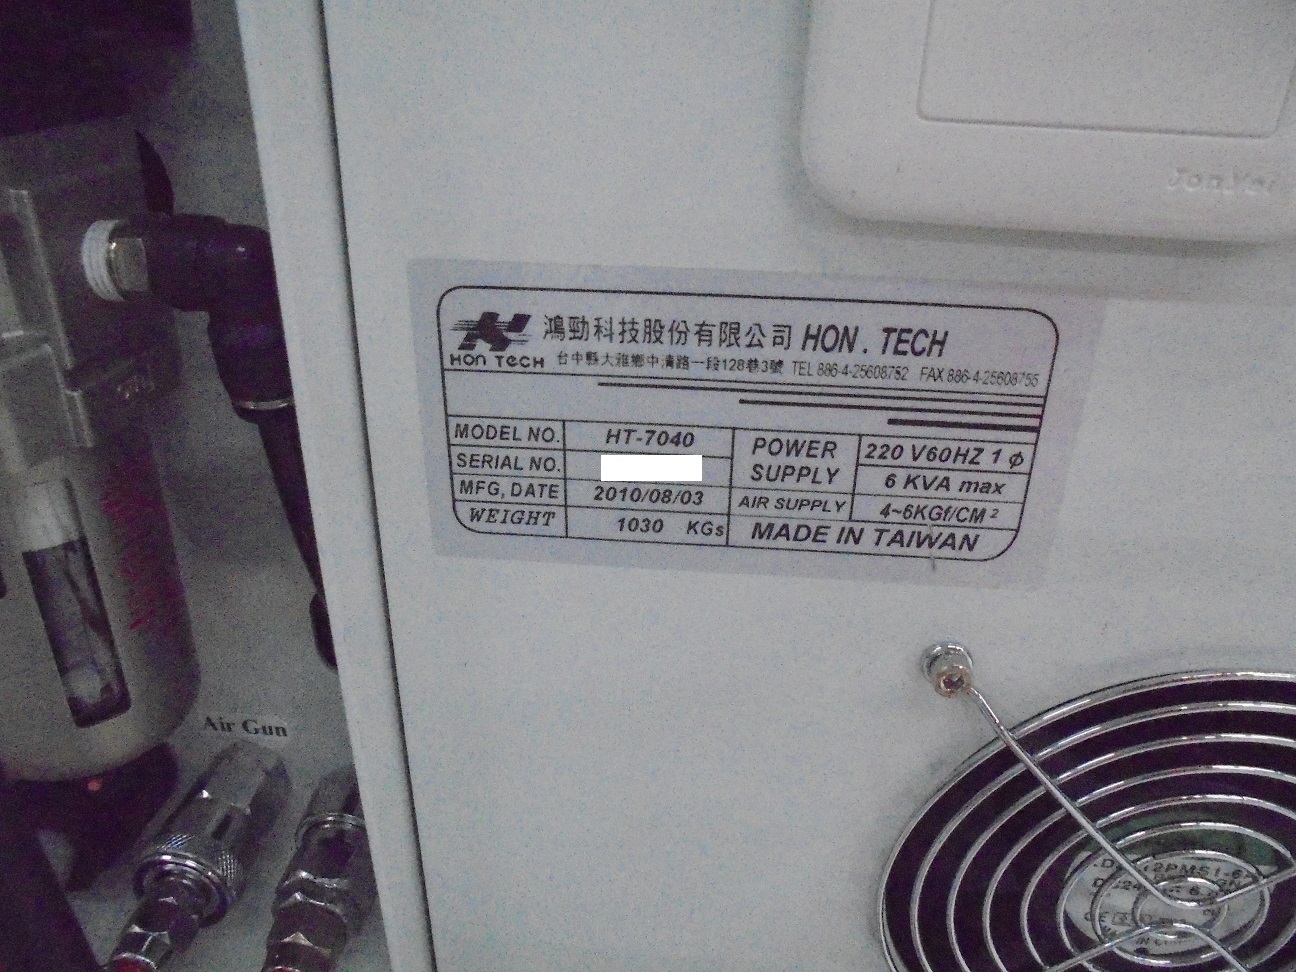 JonYei
鴻勁科技股份有限公司 HON . TECH
HON TECH 台中縣大雅鄉中清路一段128巷3號 TEL 886-4-25608752 FAX 886-4-25608755
MODEL NO. HT-7040
SERIAL NO.
MFG, DATE 2010/08/03
WEIGHT 1030 KGs
POWER SUPPLY 220 V60HZ 1 φ
6 KVA max
AIR SUPPLY 4~6KGf/CM²
MADE IN TAIWAN
Air Gun